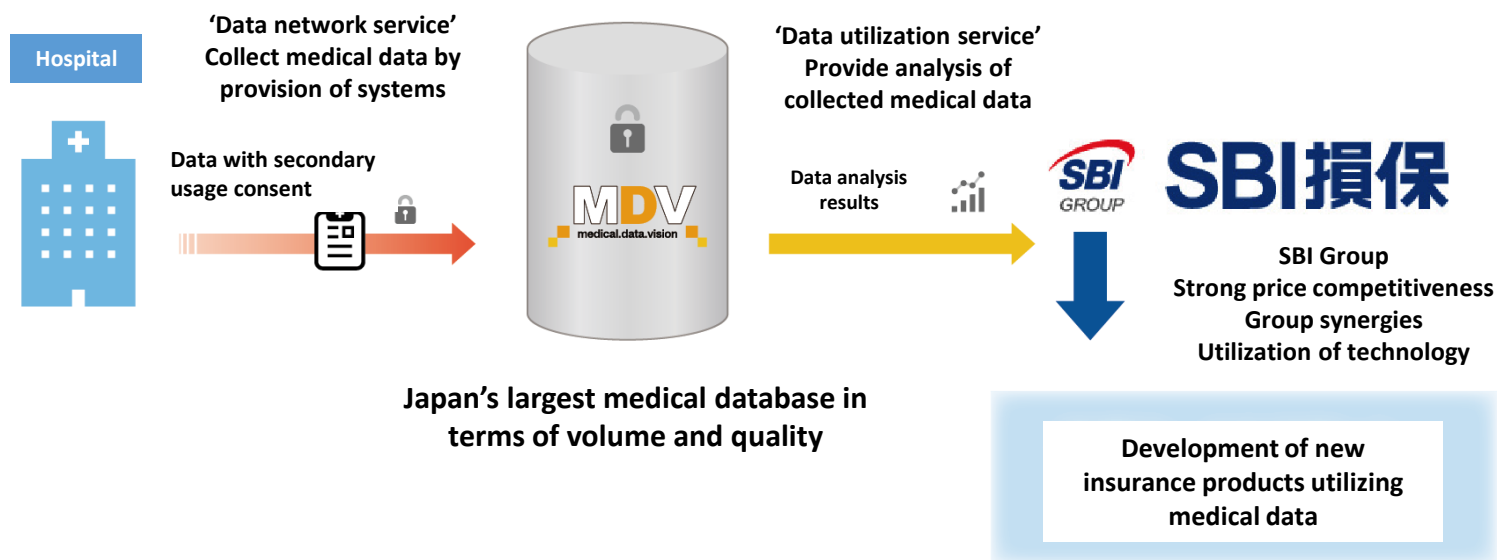 Hospital
‘Data network service’
Collect medical data by
provision of systems
Data with secondary
usage consent
MDV
medical.data.vision
Japan’s largest medical database in
terms of volume and quality
‘Data utilization service’
Provide analysis of
collected medical data
Data analysis
results
SBI
GROUP
SBI損保
SBI Group
Strong price competitiveness
Group synergies
Utilization of technology
Development of new
insurance products utilizing
medical data